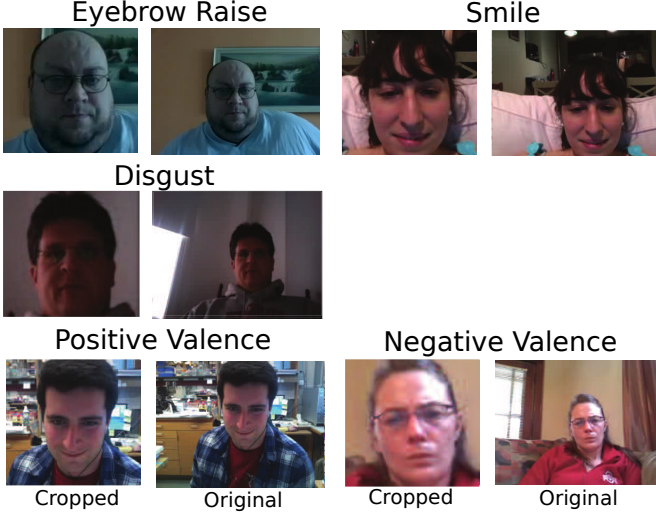 Eyebrow Raise
Smile
Disgust
Positive Valence
Negative Valence
Cropped
Original
Cropped
Original